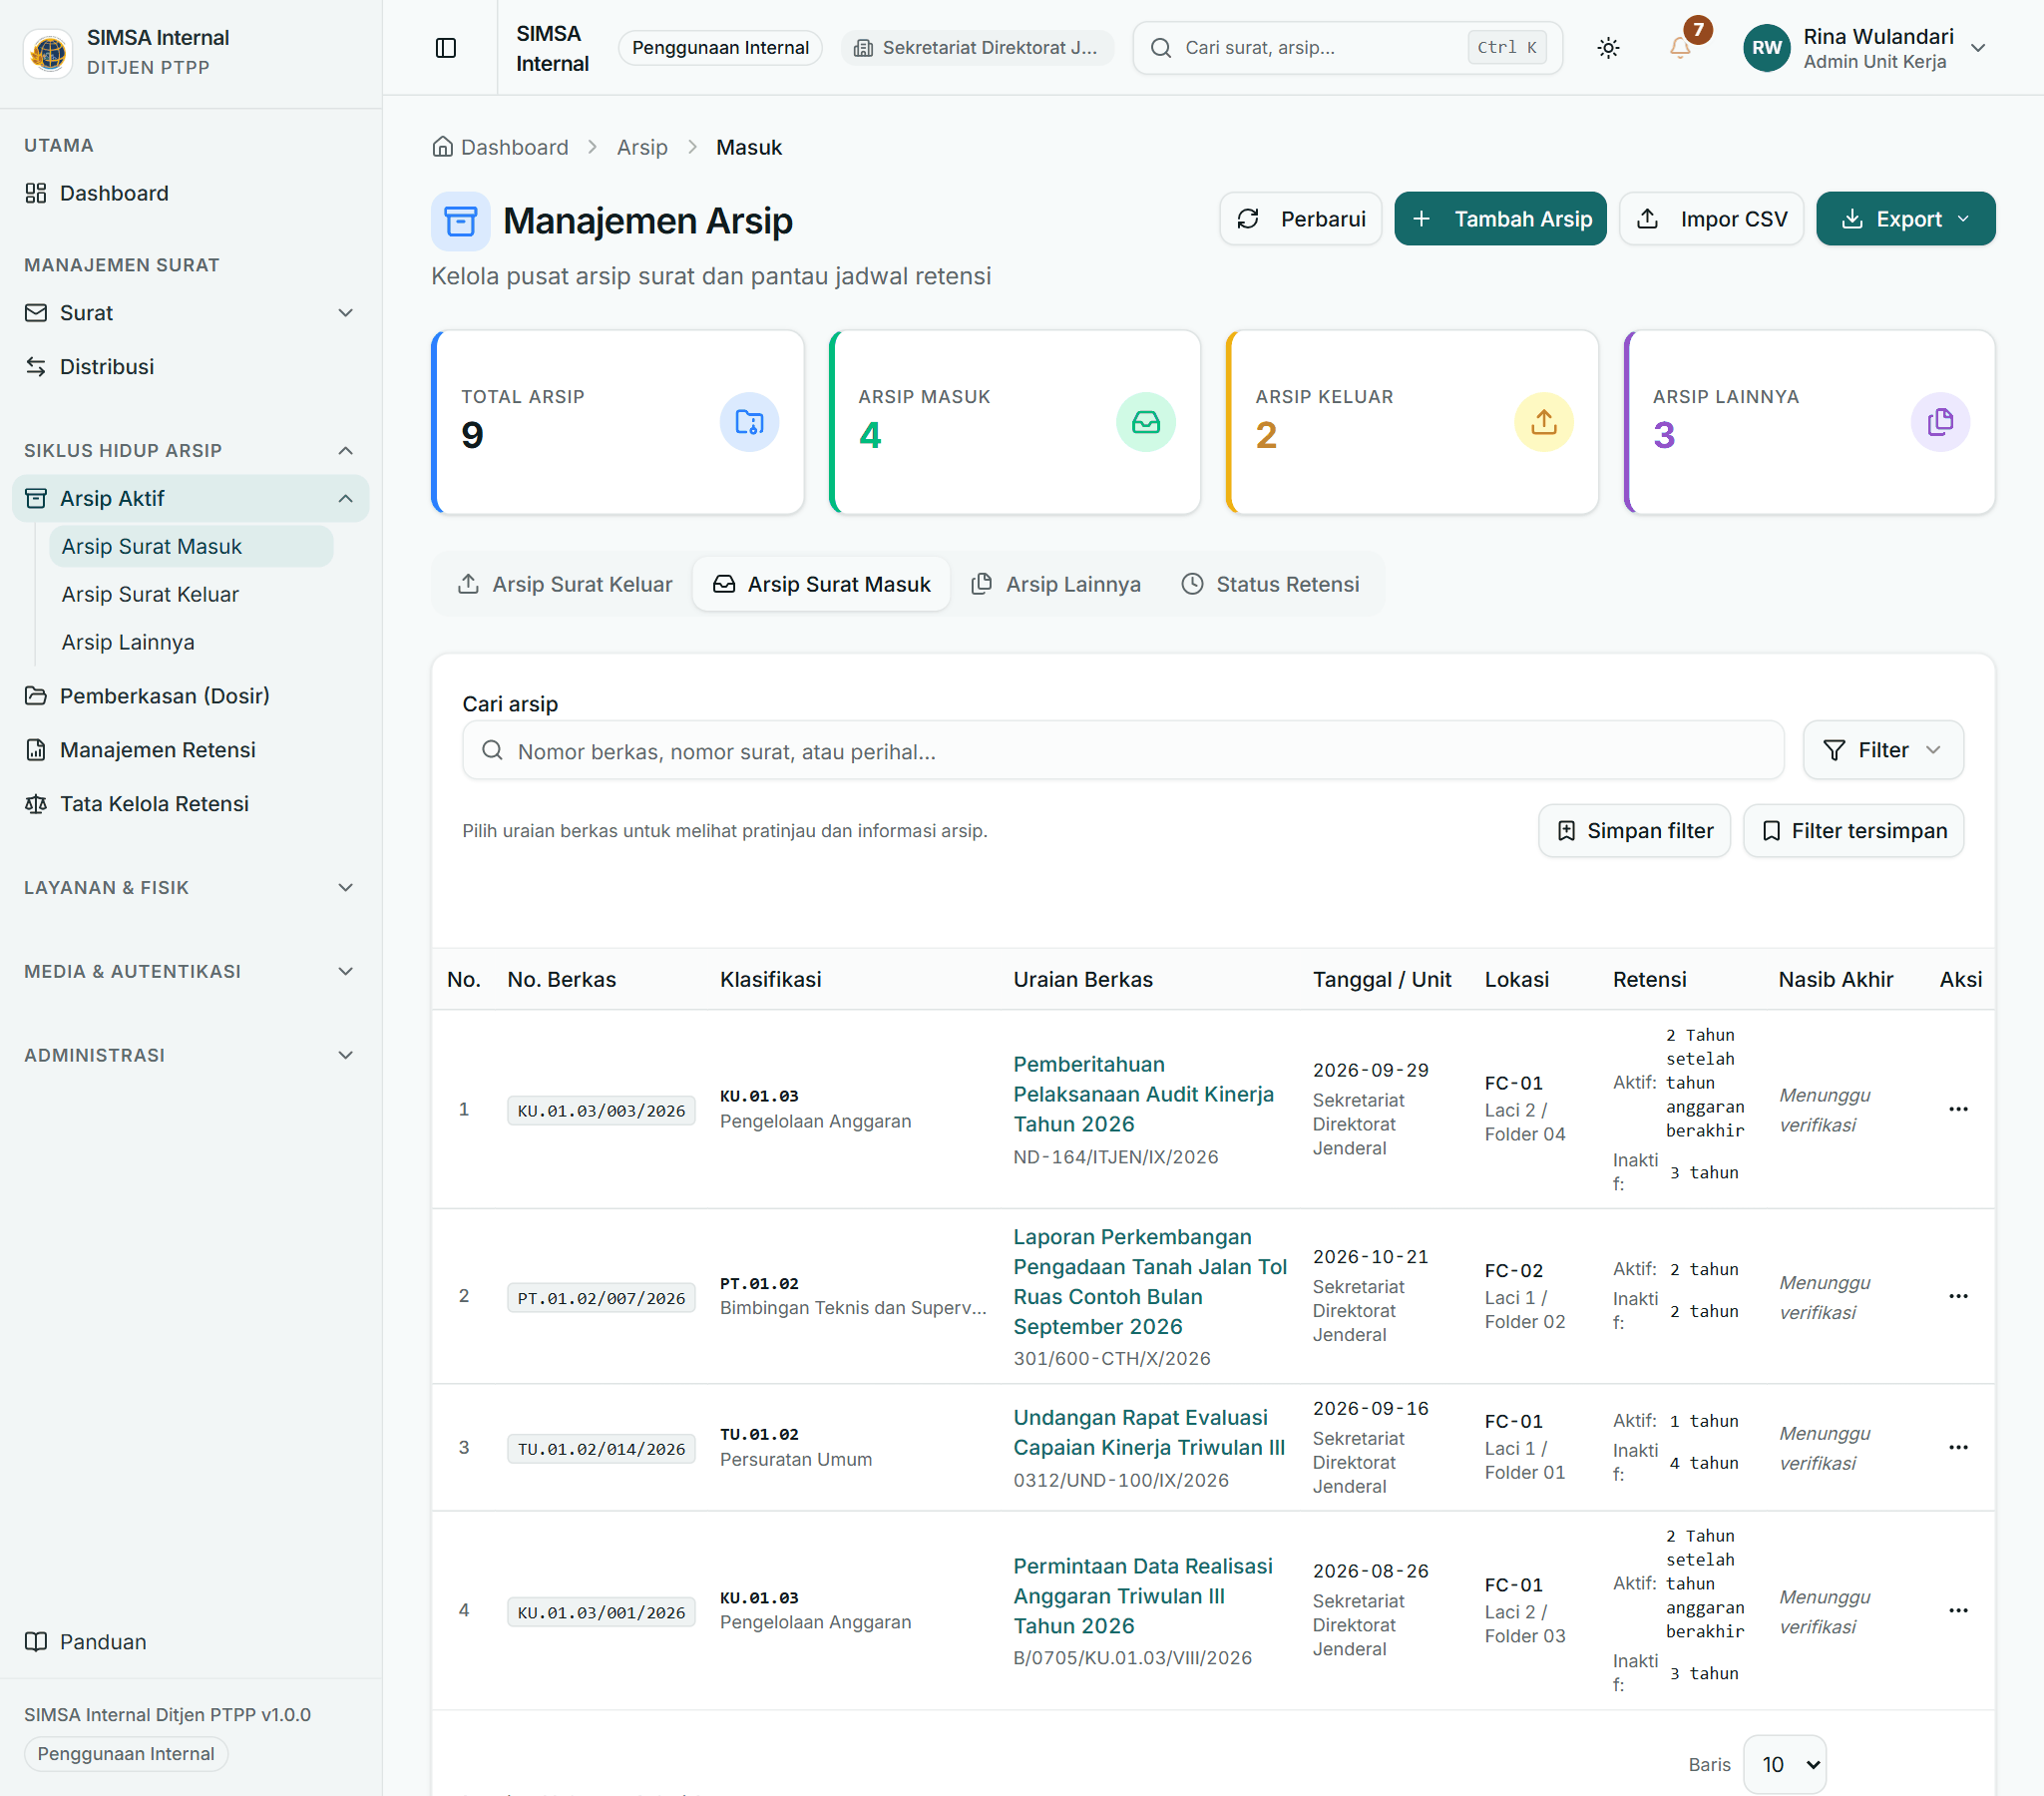 SIMSA Internal
DITJEN PTPP
UTAMA
Dashboard
MANAJEMEN SURAT
Surat
Distribusi
SIKLUS HIDUP ARSIP
Arsip Aktif
Arsip Surat Masuk
Arsip Surat Keluar
Arsip Lainnya
Pemberkasan (Dosir)
Manajemen Retensi
Tata Kelola Retensi
LAYANAN & FISIK
MEDIA & AUTENTIKASI
ADMINISTRASI
Panduan
SIMSA Internal Ditjen PTPP v1.0.0
Penggunaan Internal
SIMSA
Internal
Penggunaan Internal
Sekretariat Direktorat J...
Cari surat, arsip...
Ctrl K
7
RW
Rina Wulandari
Admin Unit Kerja
Dashboard
Arsip
Masuk
Manajemen Arsip
Kelola pusat arsip surat dan pantau jadwal retensi
Perbarui
Tambah Arsip
Impor CSV
Export
TOTAL ARSIP
9
ARSIP MASUK
4
ARSIP KELUAR
2
ARSIP LAINNYA
3
Arsip Surat Keluar
Arsip Surat Masuk
Arsip Lainnya
Status Retensi
Cari arsip
Nomor berkas, nomor surat, atau perihal...
Filter
Pilih uraian berkas untuk melihat pratinjau dan informasi arsip.
Simpan filter
Filter tersimpan
No. No. Berkas Klasifikasi Uraian Berkas Tanggal / Unit Lokasi Retensi Nasib Akhir Aksi
1
KU.01.03/003/2026
KU.01.03
Pengelolaan Anggaran
Pemberitahuan
Pelaksanaan Audit Kinerja
Tahun 2026
ND-164/ITJEN/IX/2026
2026-09-29
Sekretariat
Direktorat
Jenderal
FC-01
Laci 2 /
Folder 04
Aktif:
2 Tahun
setelah
tahun
anggaran
berakhir
Inakti
f:
3 tahun
Menunggu
verifikasi
2
PT.01.02/007/2026
PT.01.02
Bimbingan Teknis dan Superv...
Laporan Perkembangan
Pengadaan Tanah Jalan Tol
Ruas Contoh Bulan
September 2026
301/600-CTH/X/2026
2026-10-21
Sekretariat
Direktorat
Jenderal
FC-02
Laci 1 /
Folder 02
Aktif: 2 tahun
Inakti
f:
2 tahun
Menunggu
verifikasi
3
TU.01.02/014/2026
TU.01.02
Persuratan Umum
Undangan Rapat Evaluasi
Capaian Kinerja Triwulan III
0312/UND-100/IX/2026
2026-09-16
Sekretariat
Direktorat
Jenderal
FC-01
Laci 1 /
Folder 01
Aktif: 1 tahun
Inakti
f:
4 tahun
Menunggu
verifikasi
4
KU.01.03/001/2026
KU.01.03
Pengelolaan Anggaran
Permintaan Data Realisasi
Anggaran Triwulan III
Tahun 2026
B/0705/KU.01.03/VIII/2026
2026-08-26
Sekretariat
Direktorat
Jenderal
FC-01
Laci 2 /
Folder 03
Aktif:
2 Tahun
setelah
tahun
anggaran
berakhir
Inakti
f:
3 tahun
Menunggu
verifikasi
Baris
10